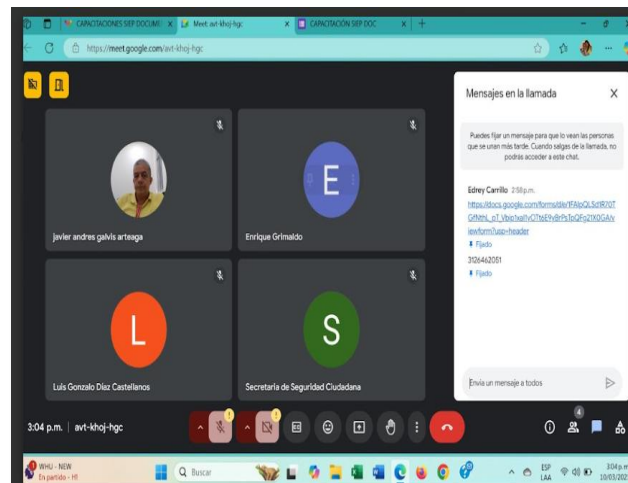 CAPACITACIONES SIEP DOCUME
Meet: avt-khoj-hgc
CAPACITACIÓN SIEP DOC
https://meet.google.com/avt-khoj-hgc
Mensajes en la llamada
Puedes fijar un mensaje para que lo vean las personas
que se unan más tarde. Cuando salgas de la llamada, no
podrás acceder a este chat.
Edrey Carrillo 2:58 p.m.
Fijado
3126462051
Fijado
javier andres galvis arteaga
E
Enrique Grimaldo
L
Luis Gonzalo Diaz Castellanos
S
Secretaria de Seguridad Ciudadana
Envía un mensaje a todos
3:04 p.m. | avt-khoj-hgc
4
WHU - NEW
En partido - H1
Buscar
ESP
LAA
3:04 p.m.